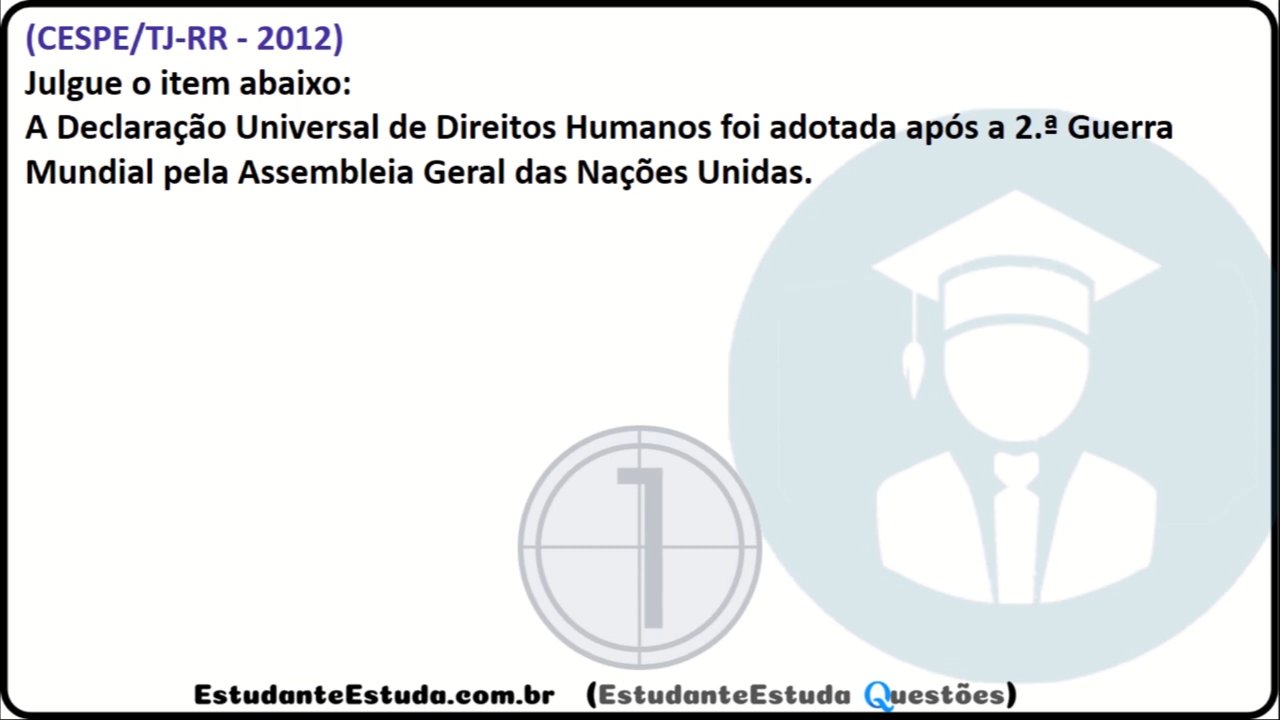 (CESPE/TJ-RR - 2012)
Julgue o item abaixo:
A Declaração Universal de Direitos Humanos foi adotada após a 2.ª Guerra
Mundial pela Assembleia Geral das Nações Unidas.
1
EstudanteEstuda.com.br (EstudanteEstuda Questões)